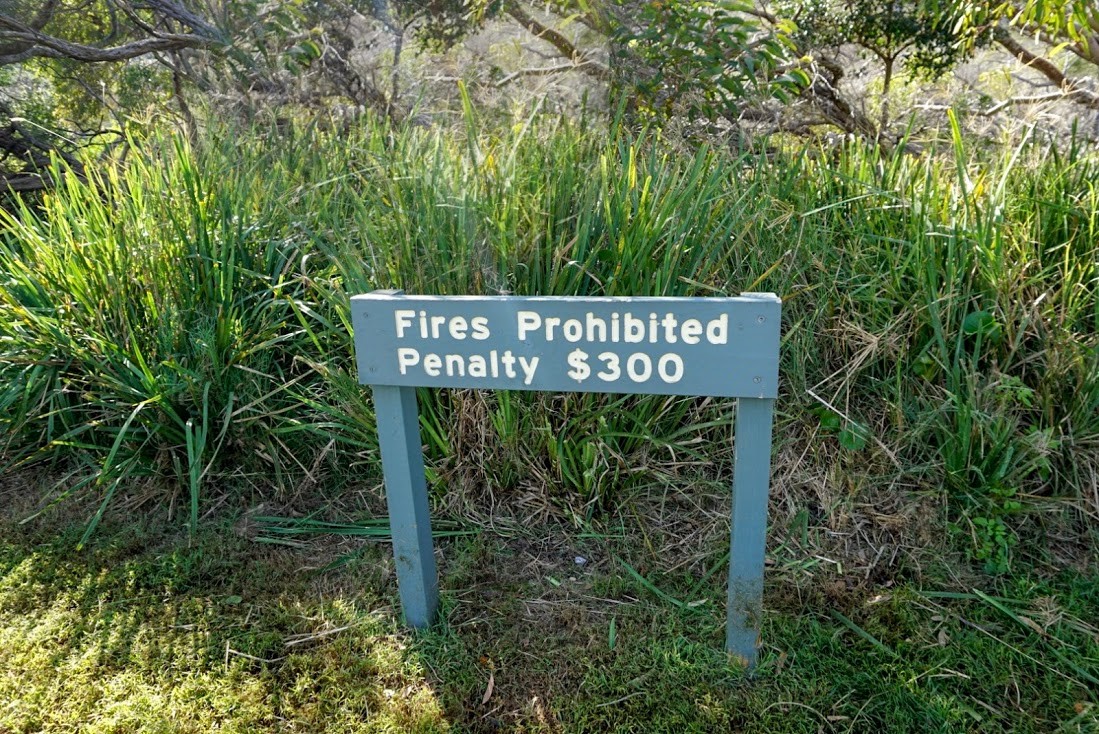 Fires Prohibited
Penalty $300